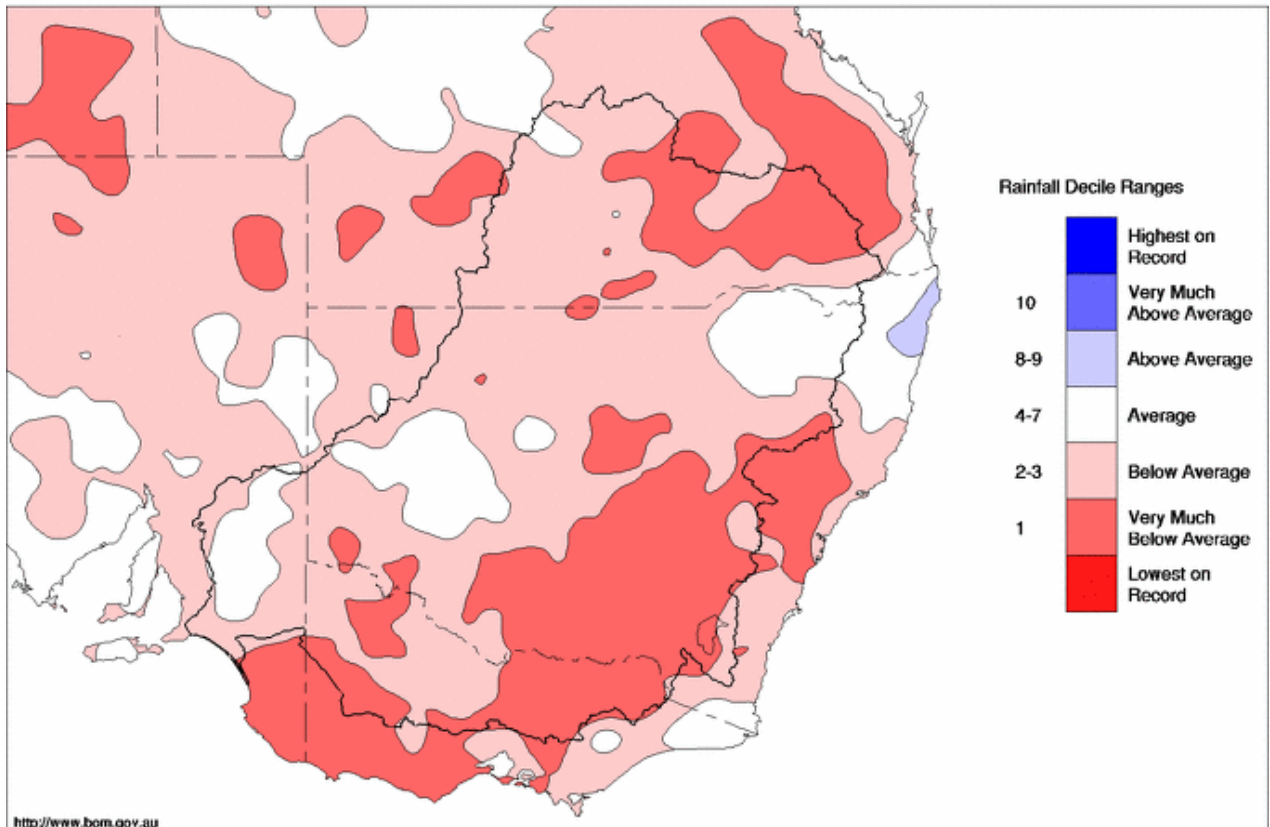 Rainfall Decile Ranges
Highest on
Record
10
Very Much
Above Average
8-9
Above Average
4-7
Average
2-3
Below Average
1
Very Much
Below Average
Lowest on
Record
http://www.bom.gov.au